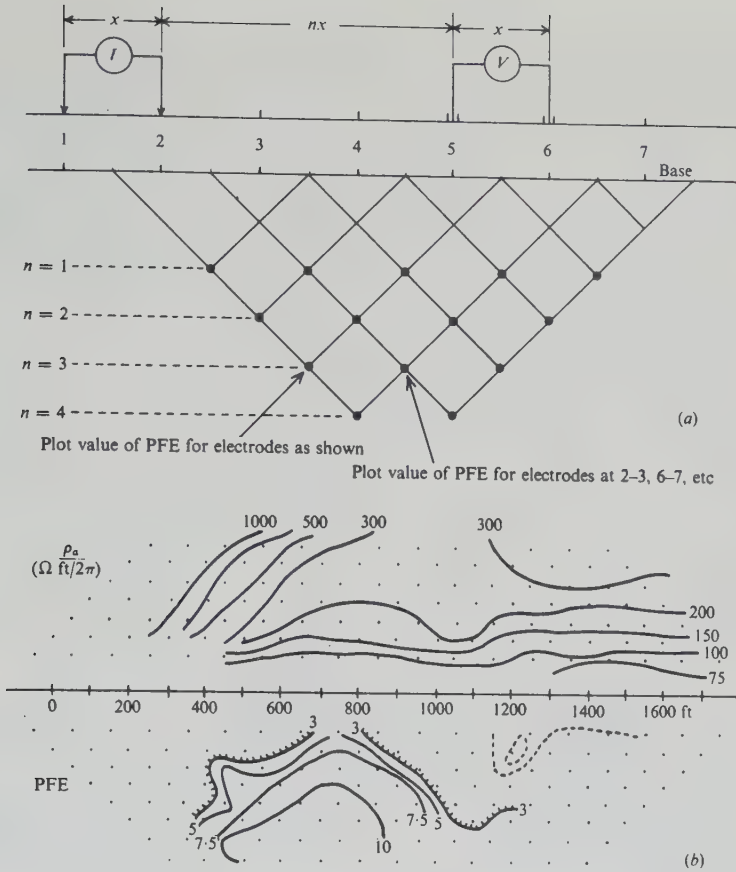 x nx x
I V
1 2 3 4 5 6 7
Base
n = 1
n = 2
n = 3
n = 4
(a)
Plot value of PFE for electrodes as shown
Plot value of PFE for electrodes at 2–3, 6–7, etc
1000 500 300 300
ρa
(Ω ft/2π)
200
150
100
75
0 200 400 600 800 1000 1200 1400 1600 ft
3 3
PFE
3
5 7·5 5
7·5
10
(b)